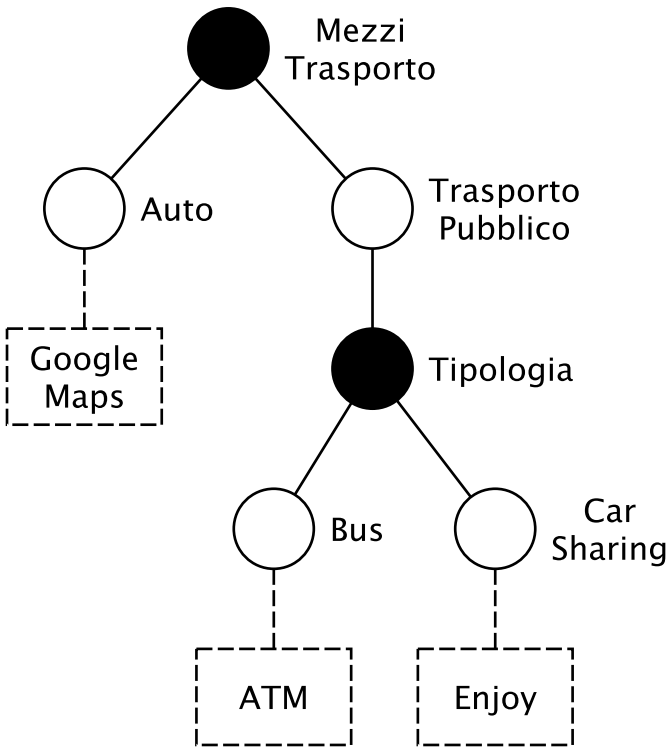 Mezzi
Trasporto
Auto
Trasporto
Pubblico
Google
Maps
Tipologia
Bus
Car
Sharing
ATM
Enjoy